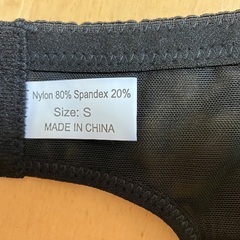 Nylon 80% Spandex 20%
Size: S
MADE IN CHINA